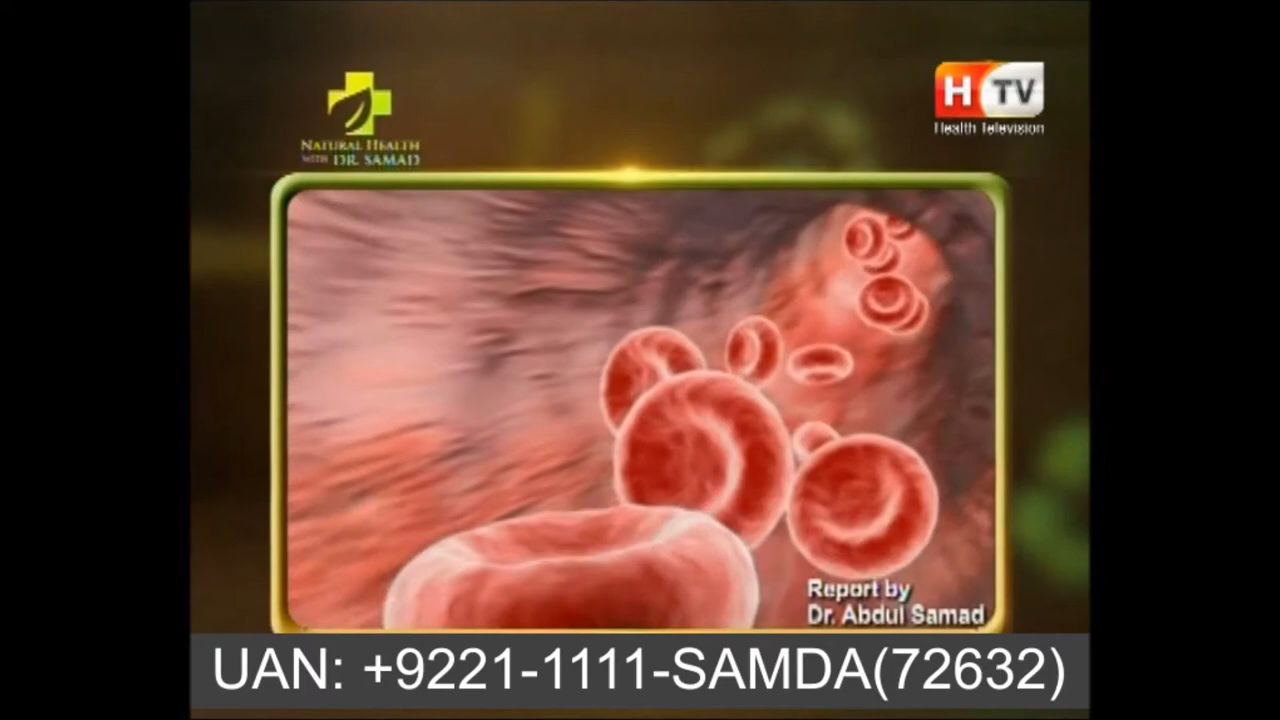 NATURAL HEALTH
WITH DR. SAMAD
H TV
Health Television
Report by
Dr. Abdul Samad
UAN: +9221-1111-SAMDA(72632)